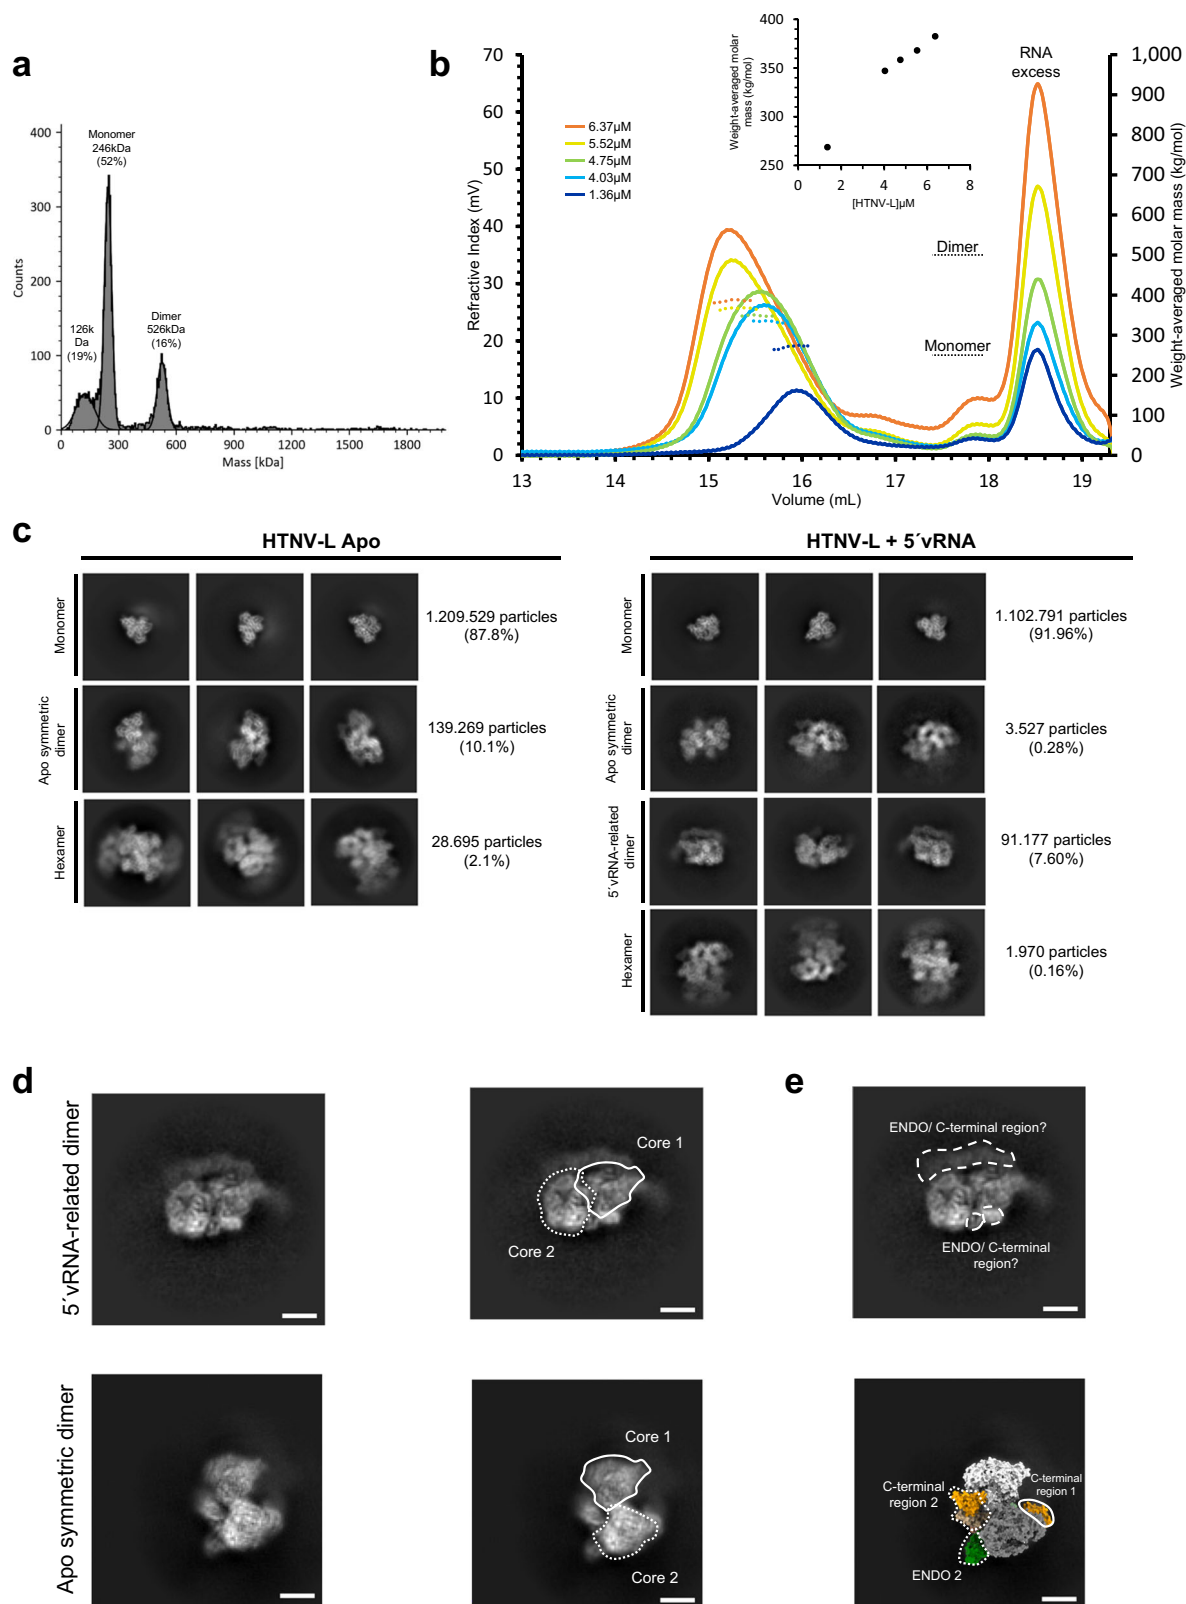 a
400
300
200
100
0
Counts
Monomer
246kDa
(52%)
126k
Da
(19%)
Dimer
526kDa
(16%)
0
300
600
900
1200
1500
1800
Mass [kDa]
b
70
60
50
40
30
20
10
0
Refractive Index (mV)
6.37µM
5.52µM
4.75µM
4.03µM
1.36µM
400
350
300
250
Weight-averaged molar
mass (kg/mol)
0
2
4
6
8
[HTNV-L]µM
RNA
excess
Dimer
Monomer
1,000
900
800
700
600
500
400
300
200
100
0
Weight-averaged molar mass (kg/mol)
13
14
15
16
17
18
19
Volume (mL)
c
HTNV-L Apo
Monomer
1.209.529 particles
(87.8%)
Apo symmetric
dimer
139.269 particles
(10.1%)
Hexamer
28.695 particles
(2.1%)
HTNV-L + 5´vRNA
Monomer
1.102.791 particles
(91.96%)
Apo symmetric
dimer
3.527 particles
(0.28%)
5´vRNA-related
dimer
91.177 particles
(7.60%)
Hexamer
1.970 particles
(0.16%)
d
5´vRNA-related dimer
Core 1
Core 2
Apo symmetric dimer
Core 1
Core 2
e
ENDO/ C-terminal region?
ENDO/ C-terminal
region?
C-terminal
region 2
C-terminal
region 1
ENDO 2